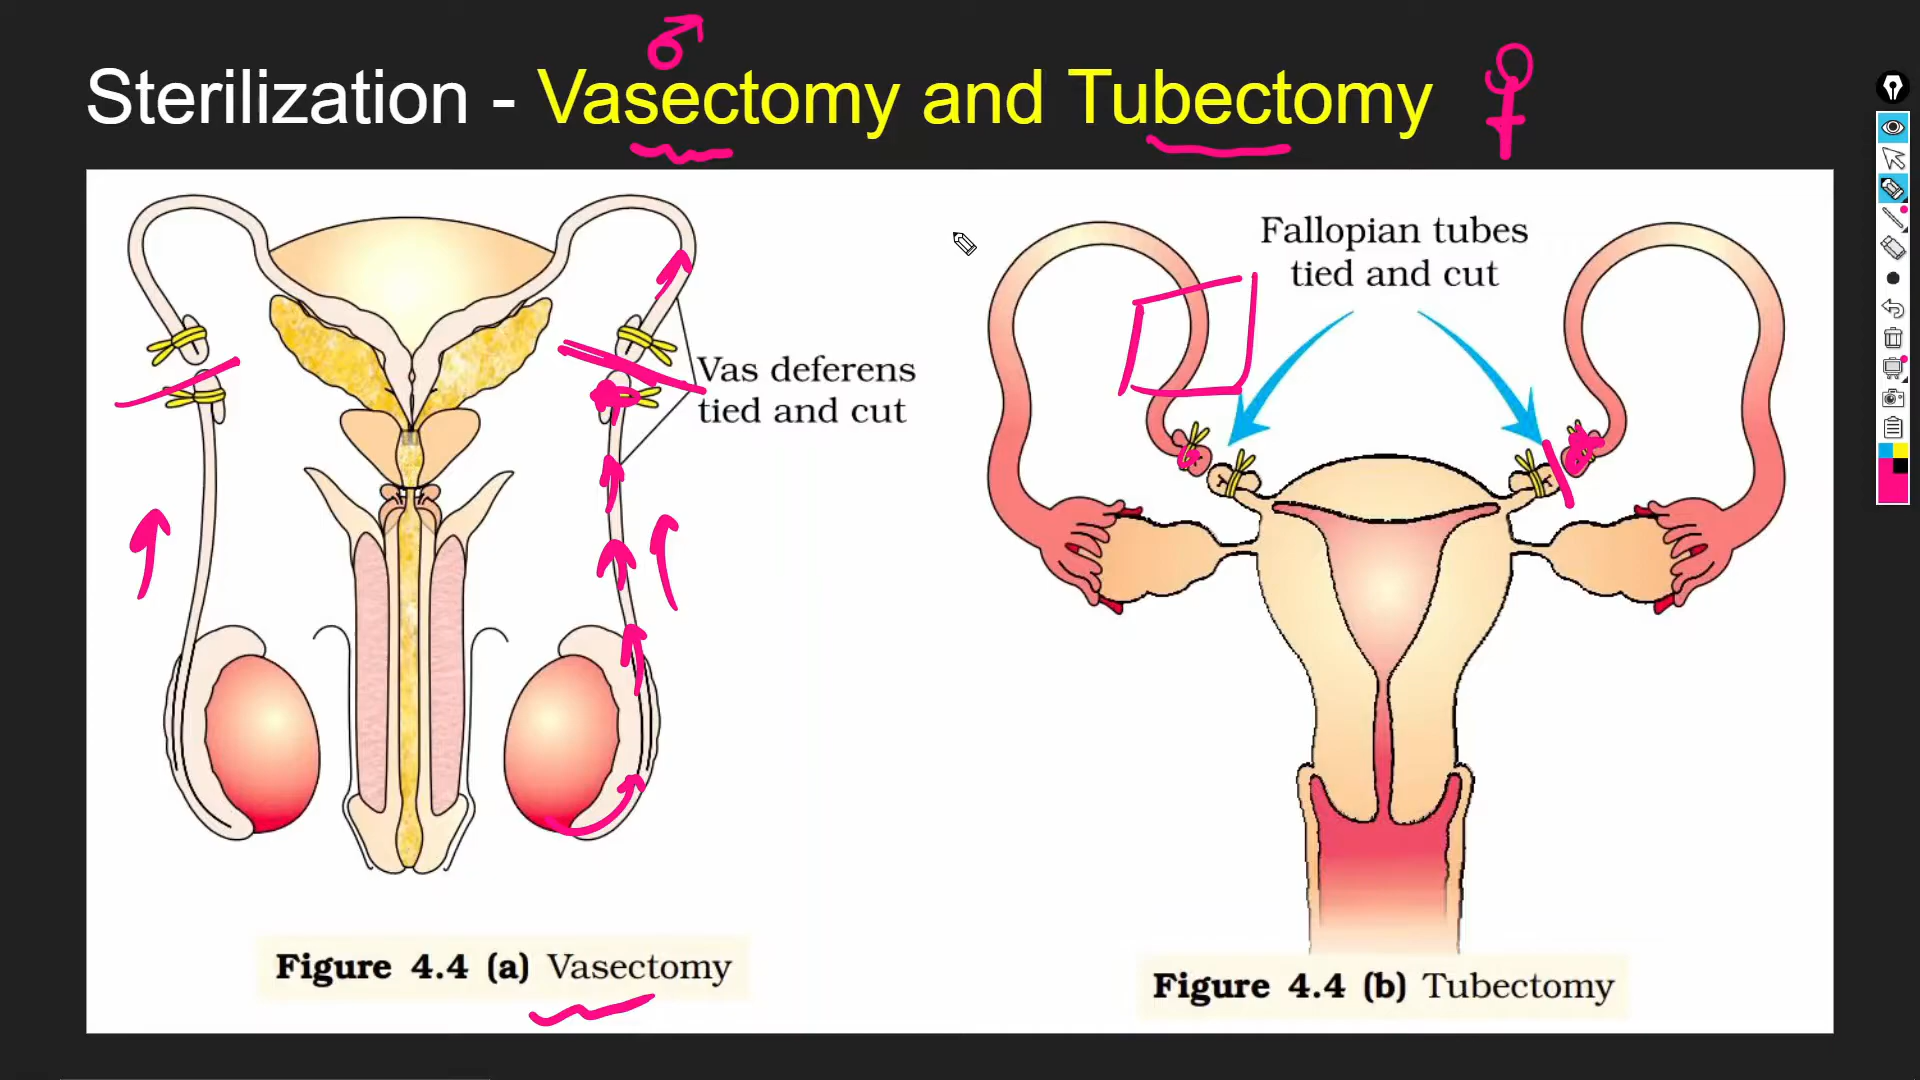 Sterilization - Vasectomy and Tubectomy
Vas deferens
tied and cut
Fallopian tubes
tied and cut
Figure 4.4 (a) Vasectomy
Figure 4.4 (b) Tubectomy